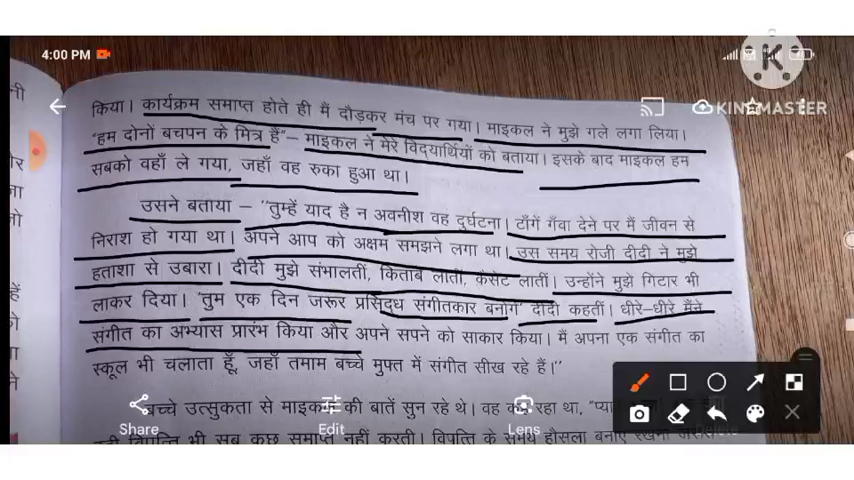 4:00 PM
KINEMASTER
किया। कार्यक्रम समाप्त होते ही मैं दौड़कर मंच पर गया। माइकल ने मुझे गले लगा लिया।
"हम दोनों बचपन के मित्र हैं"– माइकल ने मेरे विद्यार्थियों को बताया। इसके बाद माइकल हम
सबको वहाँ ले गया, जहाँ वह रुका हुआ था।
उसने बताया – "तुम्हें याद है न अवनीश वह दुर्घटना। टाँगें गँवा देने पर मैं जीवन से
निराश हो गया था। अपने आप को अक्षम समझने लगा था। उस समय रोजी दीदी ने मुझे
हताशा से उबारा। दीदी मुझे संभालतीं, किताबें लातीं, कैसेट लातीं। उन्होंने मुझे गिटार भी
लाकर दिया। 'तुम एक दिन जरूर प्रसिद्ध संगीतकार बनोगे' दीदी कहतीं। धीरे–धीरे मैंने
संगीत का अभ्यास प्रारंभ किया और अपने सपने को साकार किया। मैं अपना एक संगीत का
स्कूल भी चलाता हूँ, जहाँ तमाम बच्चे मुफ्त में संगीत सीख रहे हैं।"
बच्चे उत्सुकता से माइकल की बातें सुन रहे थे। वह कह रहा था,
विपत्ति भी सब कुछ समाप्त नहीं करती। विपत्ति के समय हौसला बनाए रखना
Share
Edit
Lens